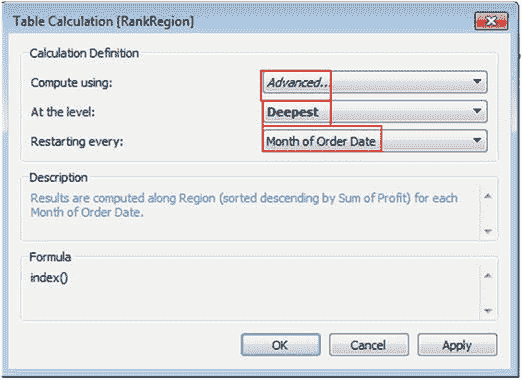 Table Calculation [RankRegion]
Calculation Definition
Compute using:
Advanced...
At the level:
Deepest
Restarting every:
Month of Order Date
Description
Results are computed along Region (sorted descending by Sum of Profit) for each
Month of Order Date.
Formula
index()
OK
Cancel
Apply